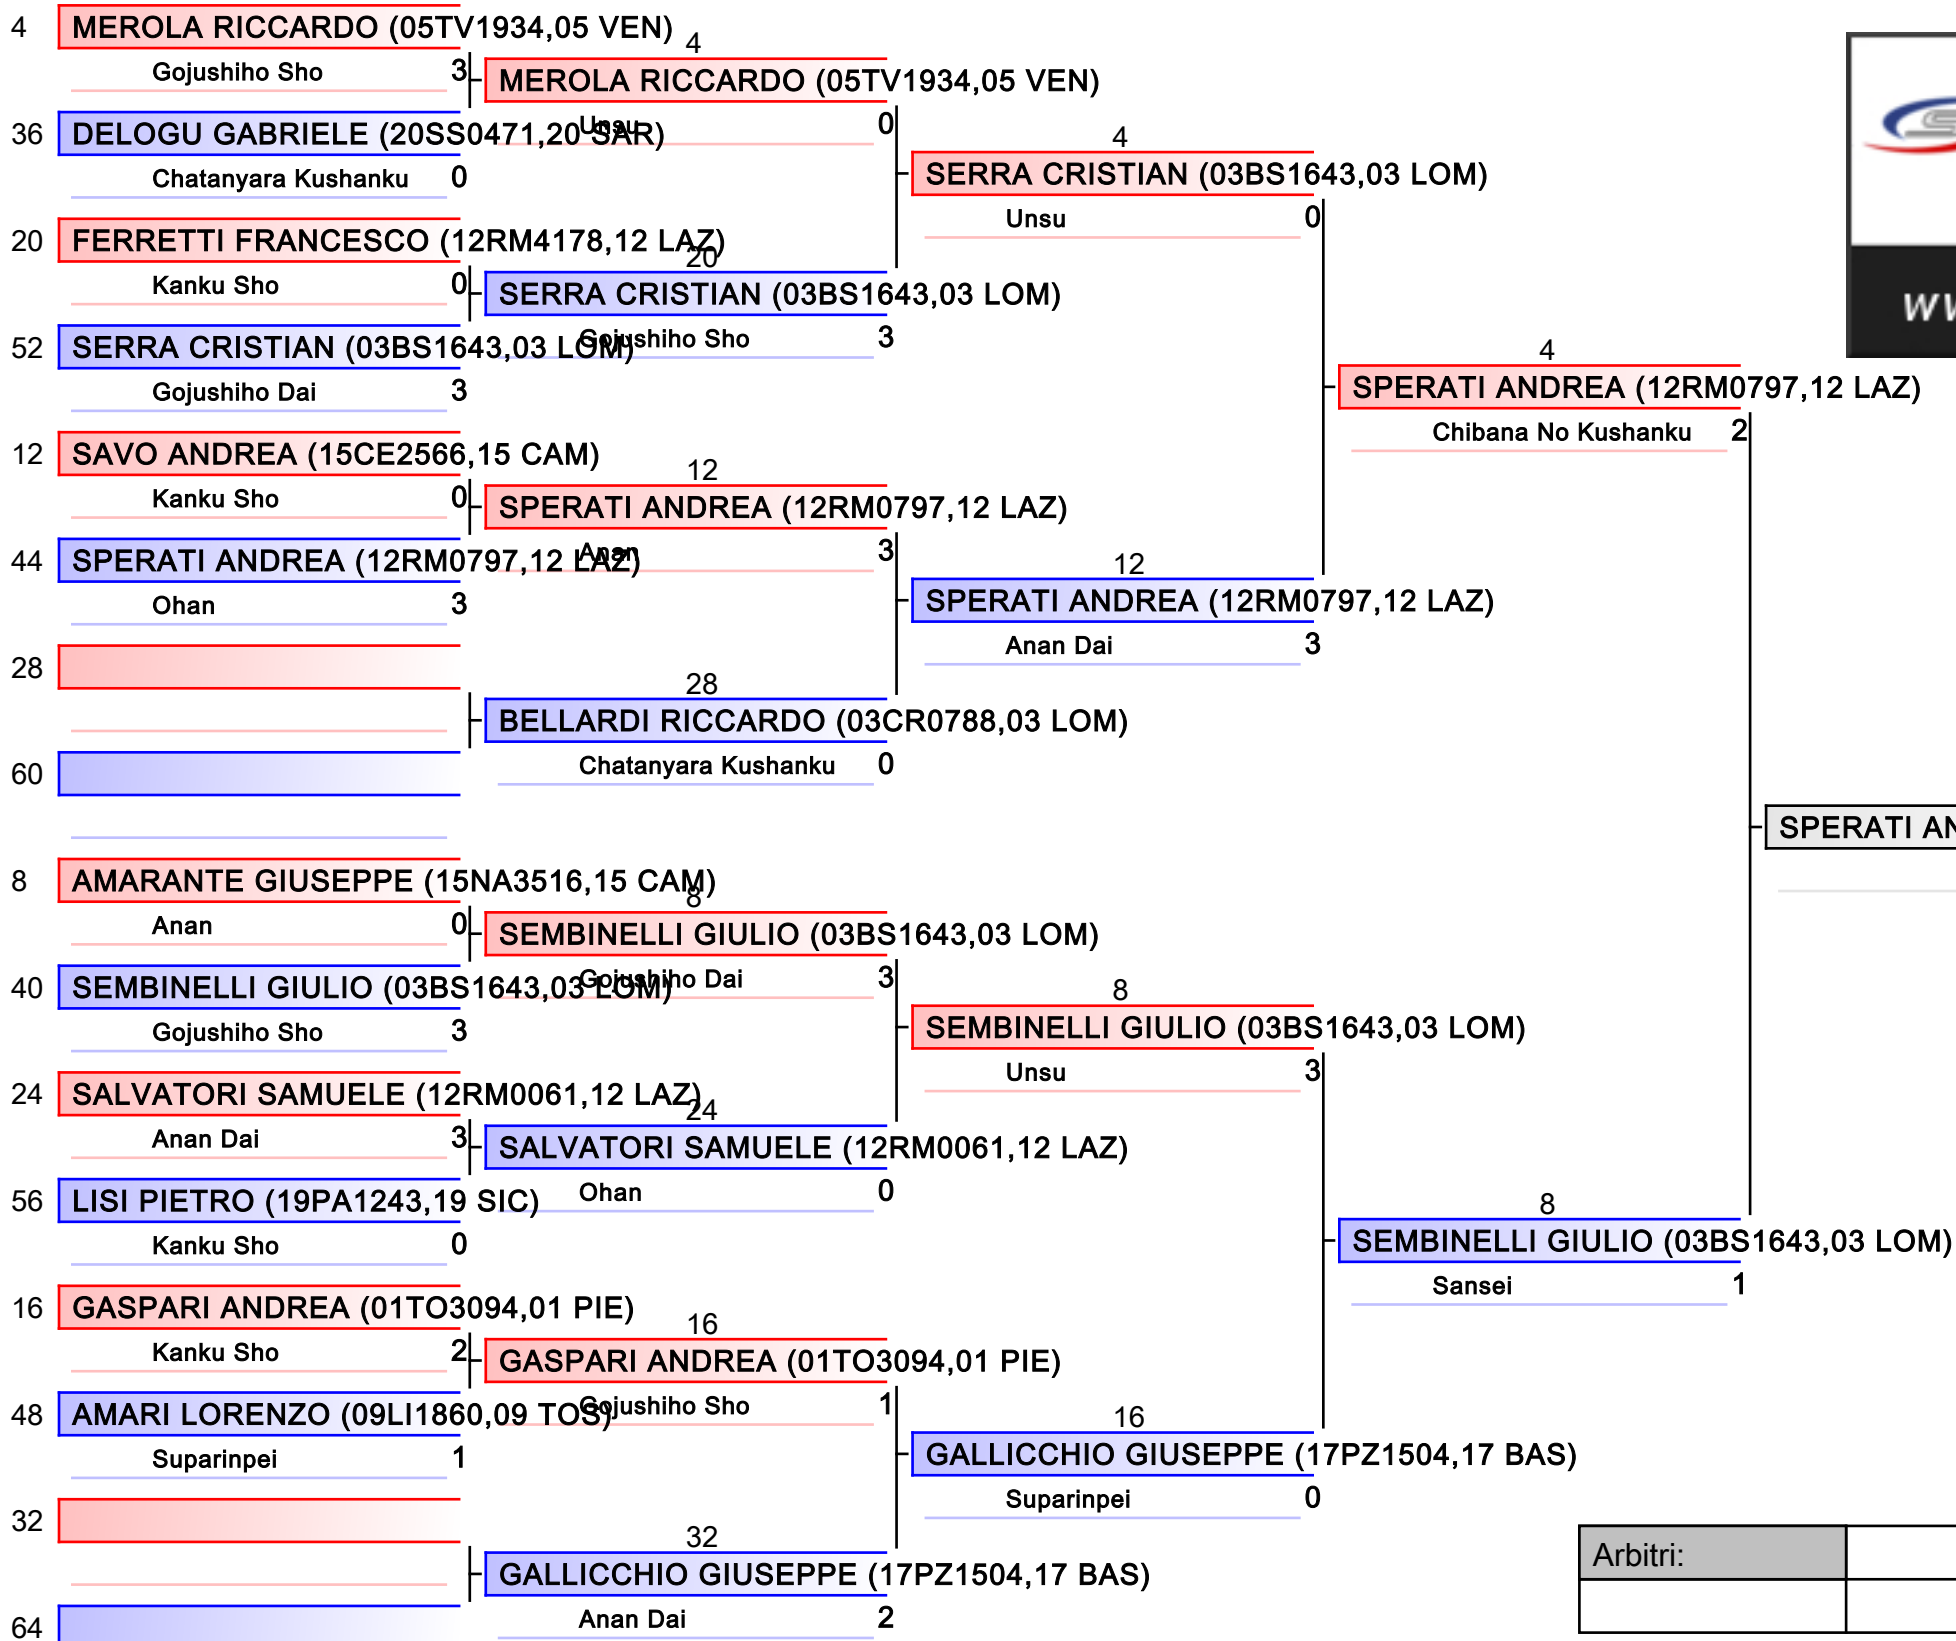 4 MEROLA RICCARDO (05TV1934,05 VEN)
Gojushiho Sho 3
36 DELOGU GABRIELE (20SS0471,20 SAR)
Chatanyara Kushanku 0
20 FERRETTI FRANCESCO (12RM4178,12 LAZ)
Kanku Sho 0
52 SERRA CRISTIAN (03BS1643,03 LOM)
Gojushiho Dai 3
12 SAVO ANDREA (15CE2566,15 CAM)
Kanku Sho 0
44 SPERATI ANDREA (12RM0797,12 LAZ)
Ohan 3
28
60
8 AMARANTE GIUSEPPE (15NA3516,15 CAM)
Anan 0
40 SEMBINELLI GIULIO (03BS1643,03 LOM)
Gojushiho Sho 3
24 SALVATORI SAMUELE (12RM0061,12 LAZ)
Anan Dai 3
56 LISI PIETRO (19PA1243,19 SIC)
Kanku Sho 0
16 GASPARI ANDREA (01TO3094,01 PIE)
Kanku Sho 2
48 AMARI LORENZO (09LI1860,09 TOS)
Suparinpei 1
32
64
4
MEROLA RICCARDO (05TV1934,05 VEN)
Unsu 0
20
SERRA CRISTIAN (03BS1643,03 LOM)
Gojushiho Sho 3
12
SPERATI ANDREA (12RM0797,12 LAZ)
Anan 3
28
BELLARDI RICCARDO (03CR0788,03 LOM)
Chatanyara Kushanku 0
8
SEMBINELLI GIULIO (03BS1643,03 LOM)
Gojushiho Dai 3
24
SALVATORI SAMUELE (12RM0061,12 LAZ)
Ohan 0
16
GASPARI ANDREA (01TO3094,01 PIE)
Gojushiho Sho 1
32
GALLICCHIO GIUSEPPE (17PZ1504,17 BAS)
Anan Dai 2
4
SERRA CRISTIAN (03BS1643,03 LOM)
Unsu 0
12
SPERATI ANDREA (12RM0797,12 LAZ)
Anan Dai 3
8
SEMBINELLI GIULIO (03BS1643,03 LOM)
Unsu 3
16
GALLICCHIO GIUSEPPE (17PZ1504,17 BAS)
Suparinpei 0
4
SPERATI ANDREA (12RM0797,12 LAZ)
Chibana No Kushanku 2
8
SEMBINELLI GIULIO (03BS1643,03 LOM)
Sansei 1
SPERATI AN
Arbitri: